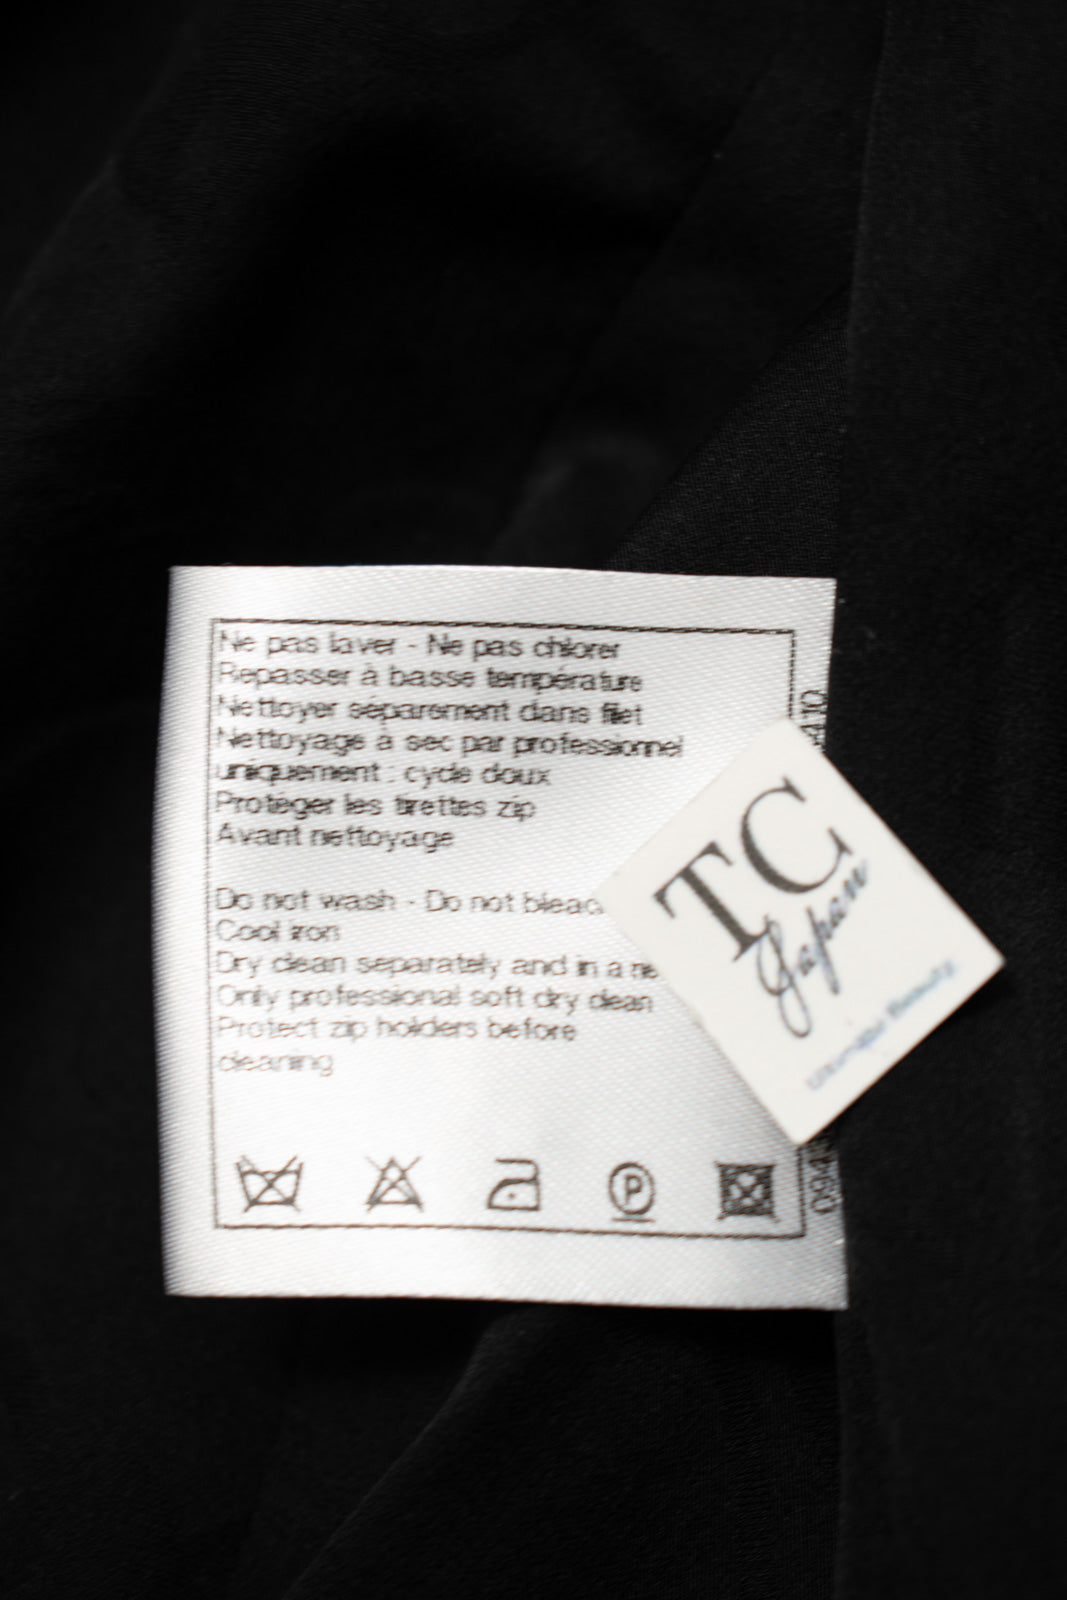 Ne pas laver - Ne pas chlorer
Repasser à basse température
Nettoyer séparement dans filet
Nettoyage à sec par professionnel
uniquement : cycle doux
Protéger les tirettes zip
Avant nettoyage
Do not wash - Do not bleac
Cool iron
Dry clean separately and in a ne
Only professional soft dry clean
Protect zip holders before
cleaning
P
TC
Japan
Ultimate Beauty